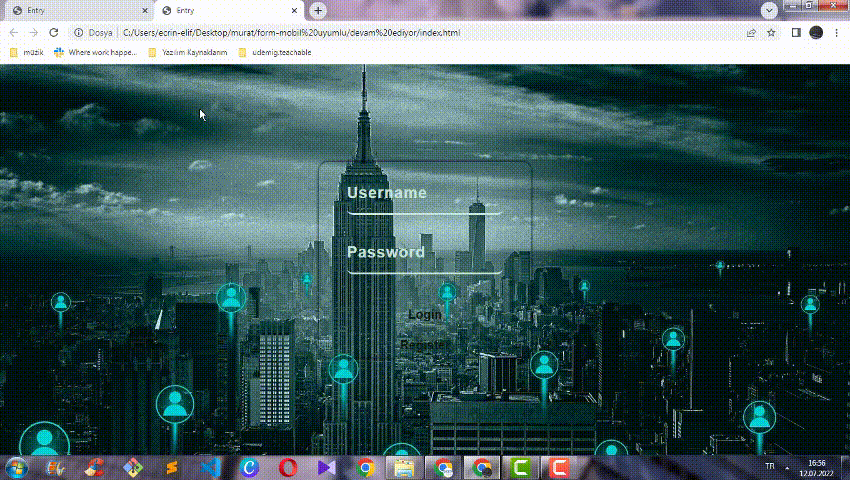 Entry
Entry
Dosya C:/Users/ecrin-elif/Desktop/murat/form-mobil%20uyumlu/devam%20ediyor/index.html
müzik
Where work happe...
Yazılım Kaynaklarım
udemig.teachable
Username
Password
Login
Register
TR
16:56
12.07.2022